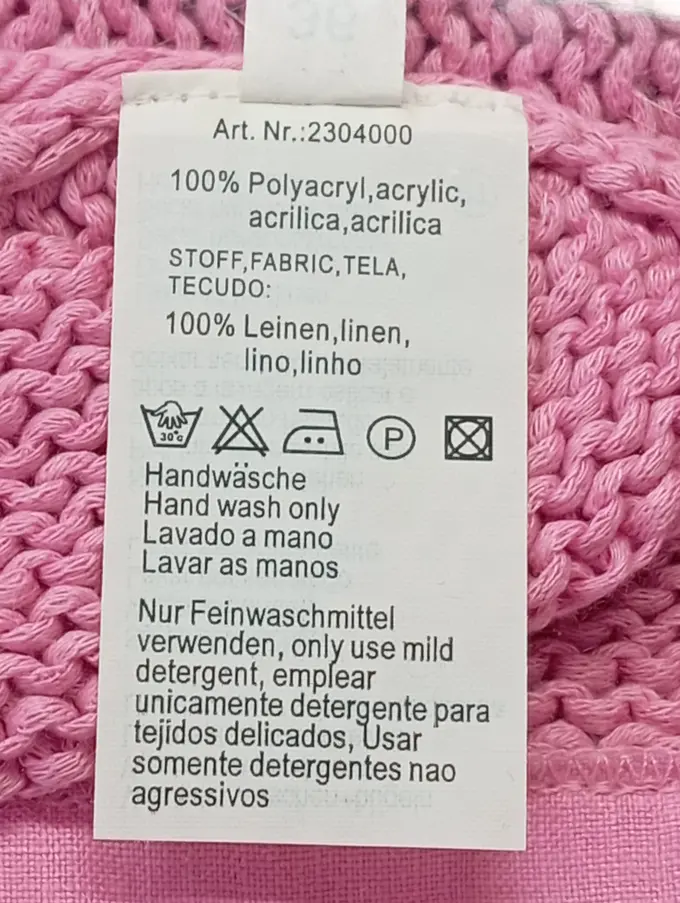 36
Art. Nr.:2304000
100% Polyacryl,acrylic,
acrilica,acrilica
STOFF,FABRIC,TELA,
TECUDO:
100% Leinen,linen,
lino,linho
30°c
P
Handwäsche
Hand wash only
Lavado a mano
Lavar as manos
Nur Feinwaschmittel
verwenden, only use mild
detergent, emplear
unicamente detergente para
tejidos delicados, Usar
somente detergentes nao
agressivos